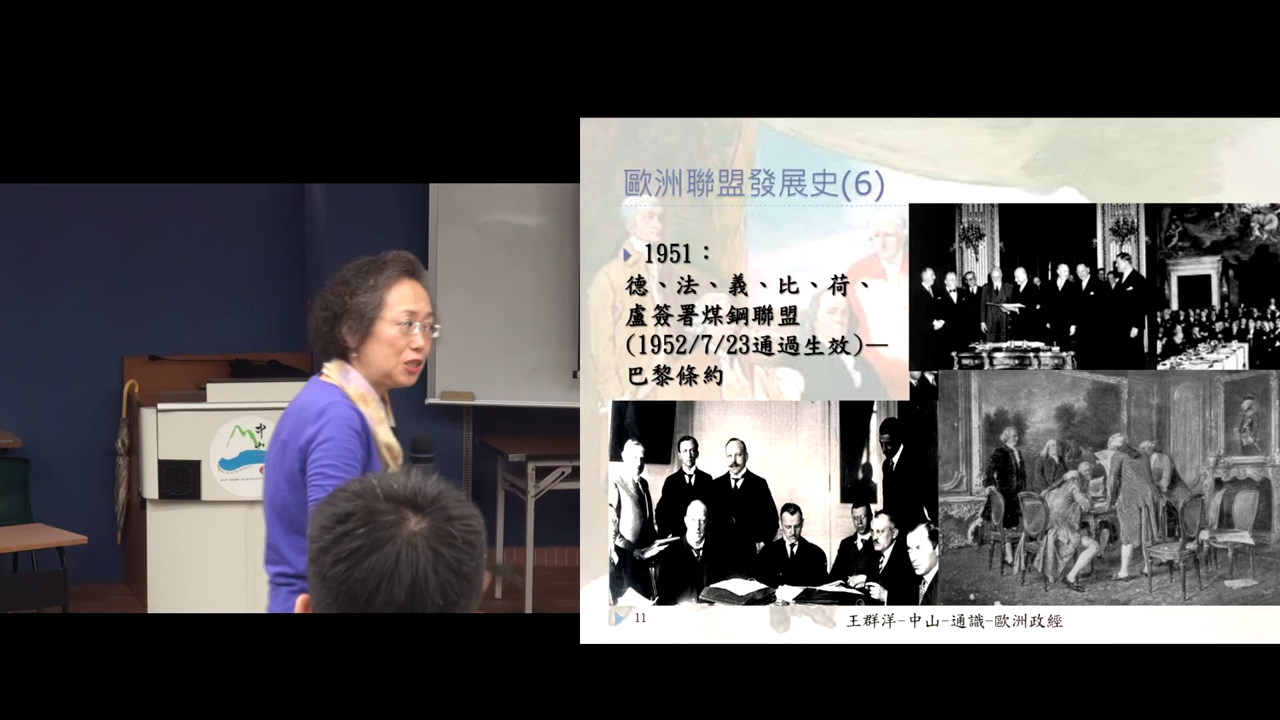 歐洲聯盟發展史(6)
1951：
德、法、義、比、荷、
盧簽署煤鋼聯盟
(1952/7/23通過生效)—
巴黎條約
11
王群洋-中山-通識-歐洲政經
中
山